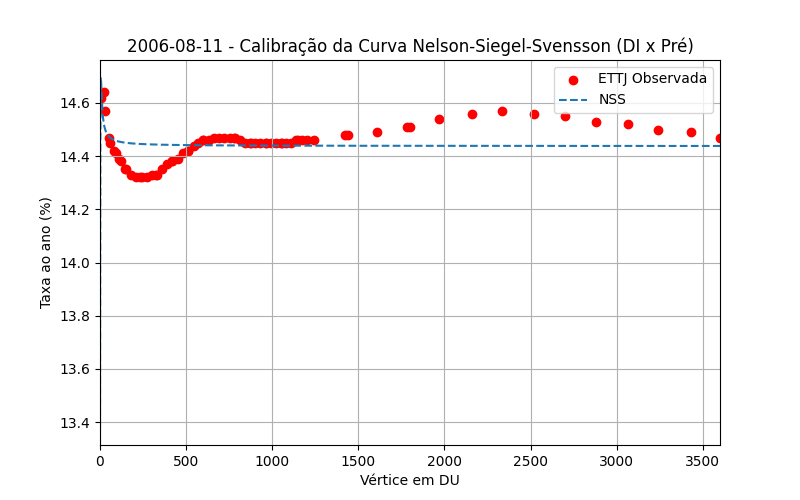 2006-08-11 - Calibração da Curva Nelson-Siegel-Svensson (DI x Pré)
ETTJ Observada
NSS
Taxa ao ano (%)
14.6
14.4
14.2
14.0
13.8
13.6
13.4
0 500 1000 1500 2000 2500 3000 3500
Vértice em DU